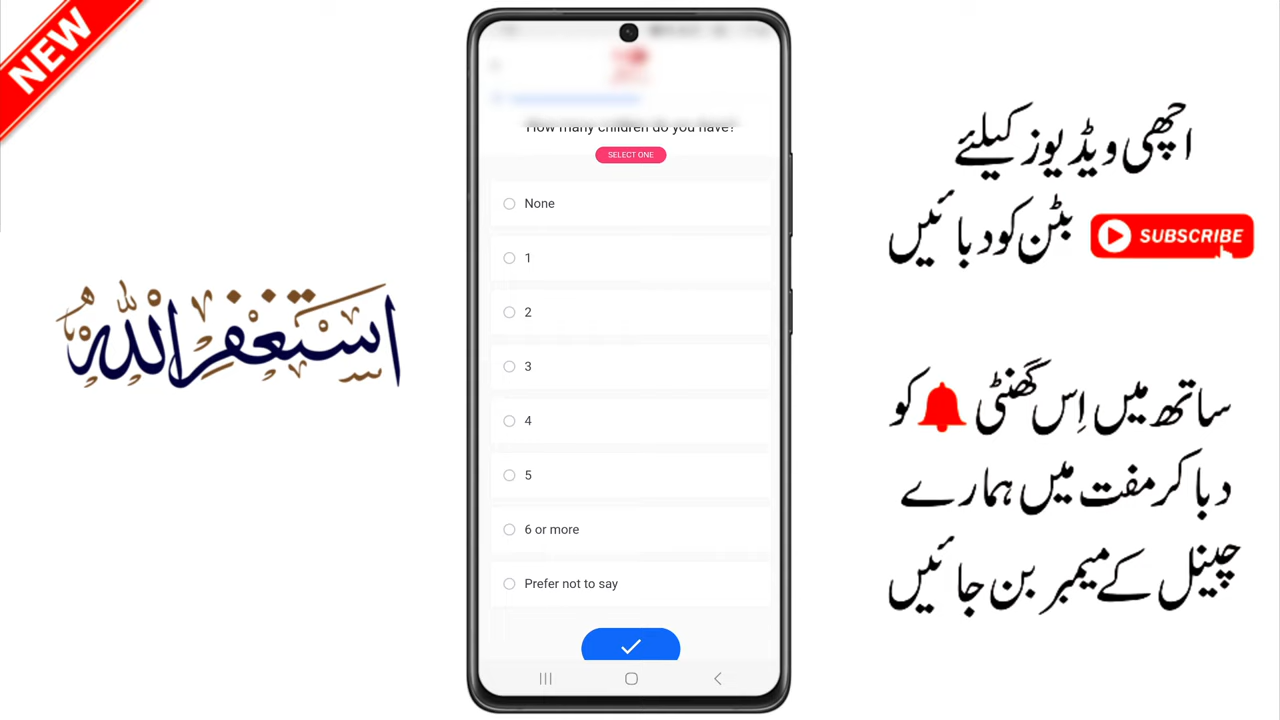 NEW
استغفر الله
How many children do you have?
SELECT ONE
None
1
2
3
4
5
6 or more
Prefer not to say
اچھی ویڈیوز کیلئے
بٹن کو دبائیں SUBSCRIBE
ساتھ میں اِس گھنٹی کو
دبا کر مفت میں ہمارے
چینل کے میمبر بن جائیں